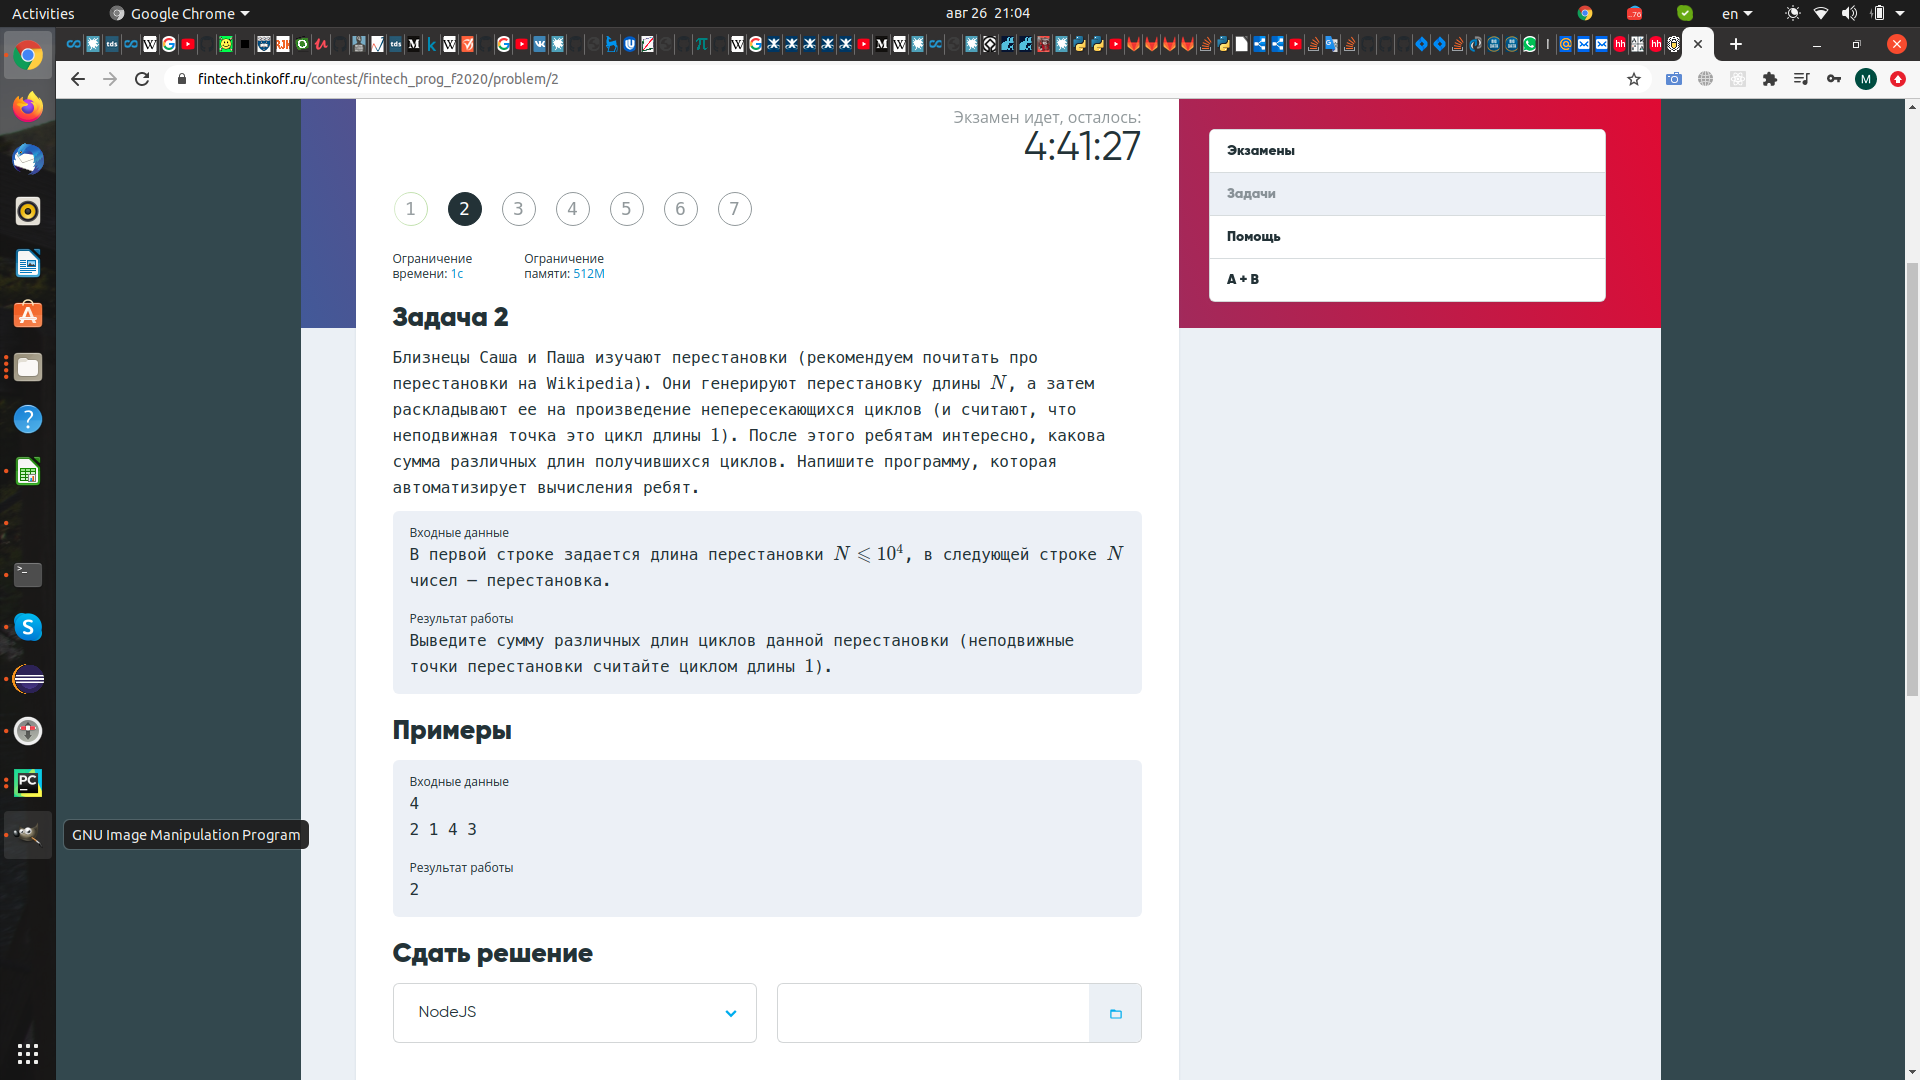 Activities
Google Chrome
авг 26 21:04
en
fintech.tinkoff.ru/contest/fintech_prog_f2020/problem/2
M
Экзамен идет, осталось:
4:41:27
1 2 3 4 5 6 7
Ограничение
времени: 1с
Ограничение
памяти: 512M
Задача 2
Близнецы Саша и Паша изучают перестановки (рекомендуем почитать про
перестановки на Wikipedia). Они генерируют перестановку длины N, а затем
раскладывают ее на произведение непересекающихся циклов (и считают, что
неподвижная точка это цикл длины 1). После этого ребятам интересно, какова
сумма различных длин получившихся циклов. Напишите программу, которая
автоматизирует вычисления ребят.
Входные данные
В первой строке задается длина перестановки N ⩽ 10⁴, в следующей строке N
чисел — перестановка.
Результат работы
Выведите сумму различных длин циклов данной перестановки (неподвижные
точки перестановки считайте циклом длины 1).
Примеры
Входные данные
4
2 1 4 3
Результат работы
2
Сдать решение
NodeJS
Экзамены
Задачи
Помощь
A + B
GNU Image Manipulation Program